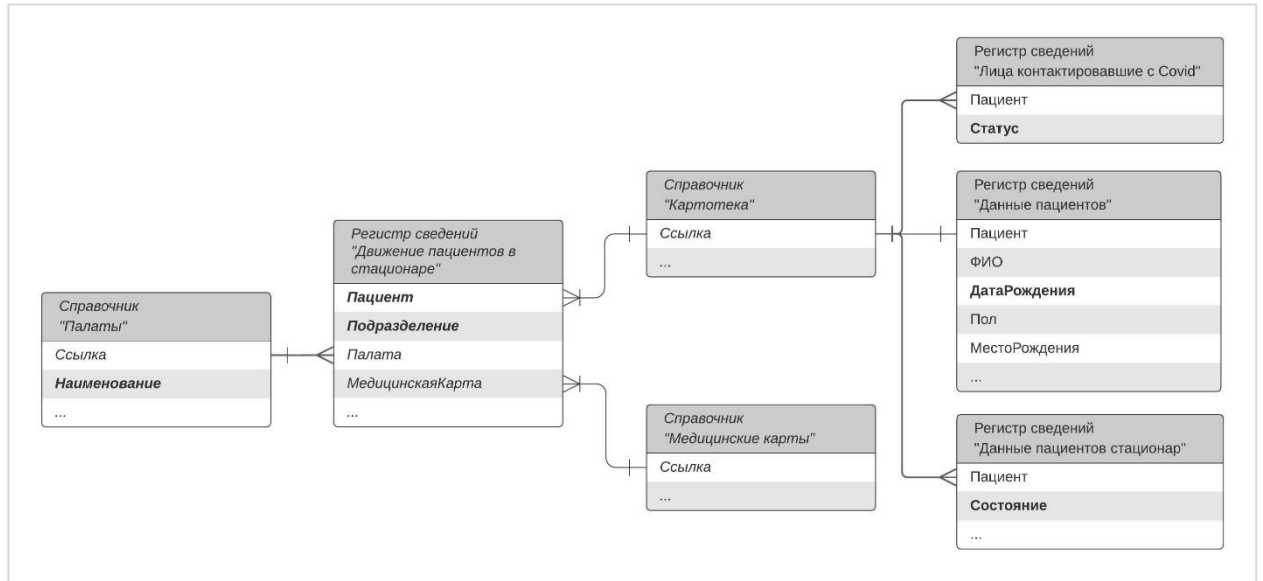 Справочник
"Палаты"
Ссылка
Наименование
...
Регистр сведений
"Движение пациентов в
стационаре"
Пациент
Подразделение
Палата
МедицинскаяКарта
...
Справочник
"Картотека"
Ссылка
...
Справочник
"Медицинские карты"
Ссылка
...
Регистр сведений
"Лица контактировавшие с Covid"
Пациент
Статус
Регистр сведений
"Данные пациентов"
Пациент
ФИО
ДатаРождения
Пол
МестоРождения
...
Регистр сведений
"Данные пациентов стационар"
Пациент
Состояние
...